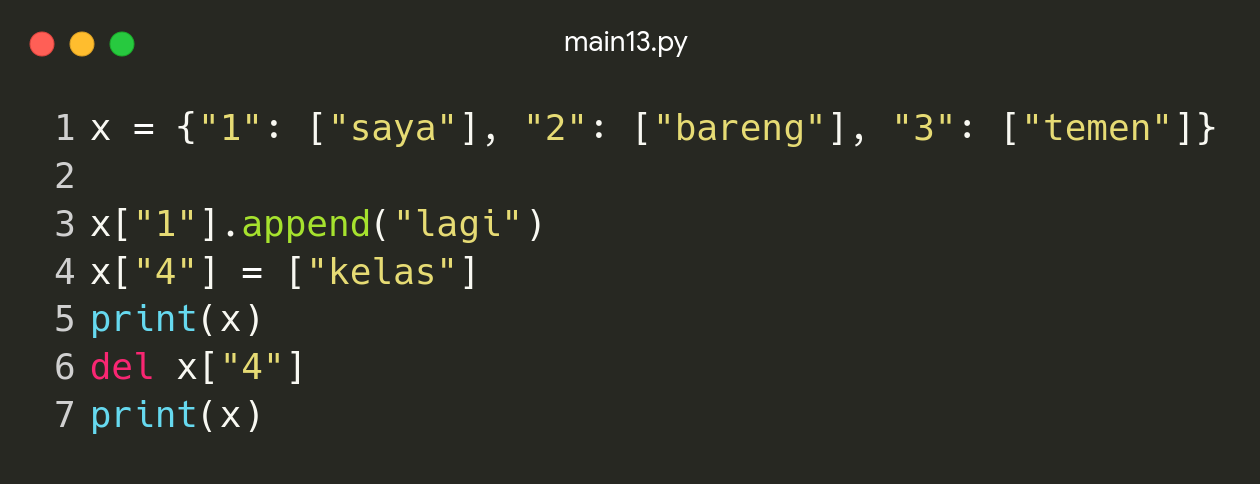 main13.py
1 x = {"1": ["saya"], "2": ["bareng"], "3": ["temen"]}
2
3 x["1"].append("lagi")
4 x["4"] = ["kelas"]
5 print(x)
6 del x["4"]
7 print(x)